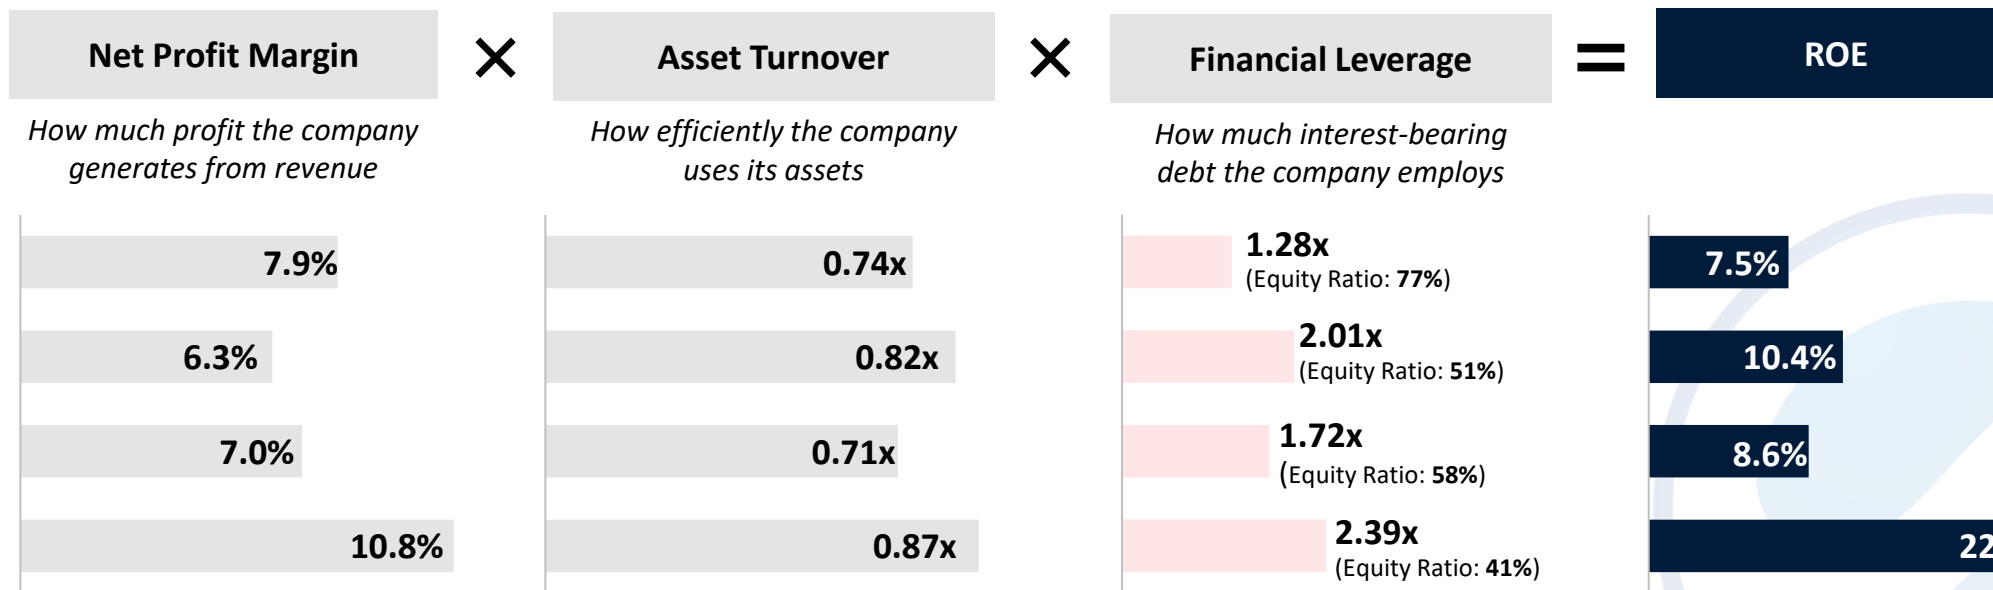 Net Profit Margin × Asset Turnover × Financial Leverage = ROE
How much profit the company
generates from revenue
How efficiently the company
uses its assets
How much interest-bearing
debt the company employs
7.9%
0.74x
1.28x
(Equity Ratio: 77%)
7.5%
6.3%
0.82x
2.01x
(Equity Ratio: 51%)
10.4%
7.0%
0.71x
1.72x
(Equity Ratio: 58%)
8.6%
10.8%
0.87x
2.39x
(Equity Ratio: 41%)
22